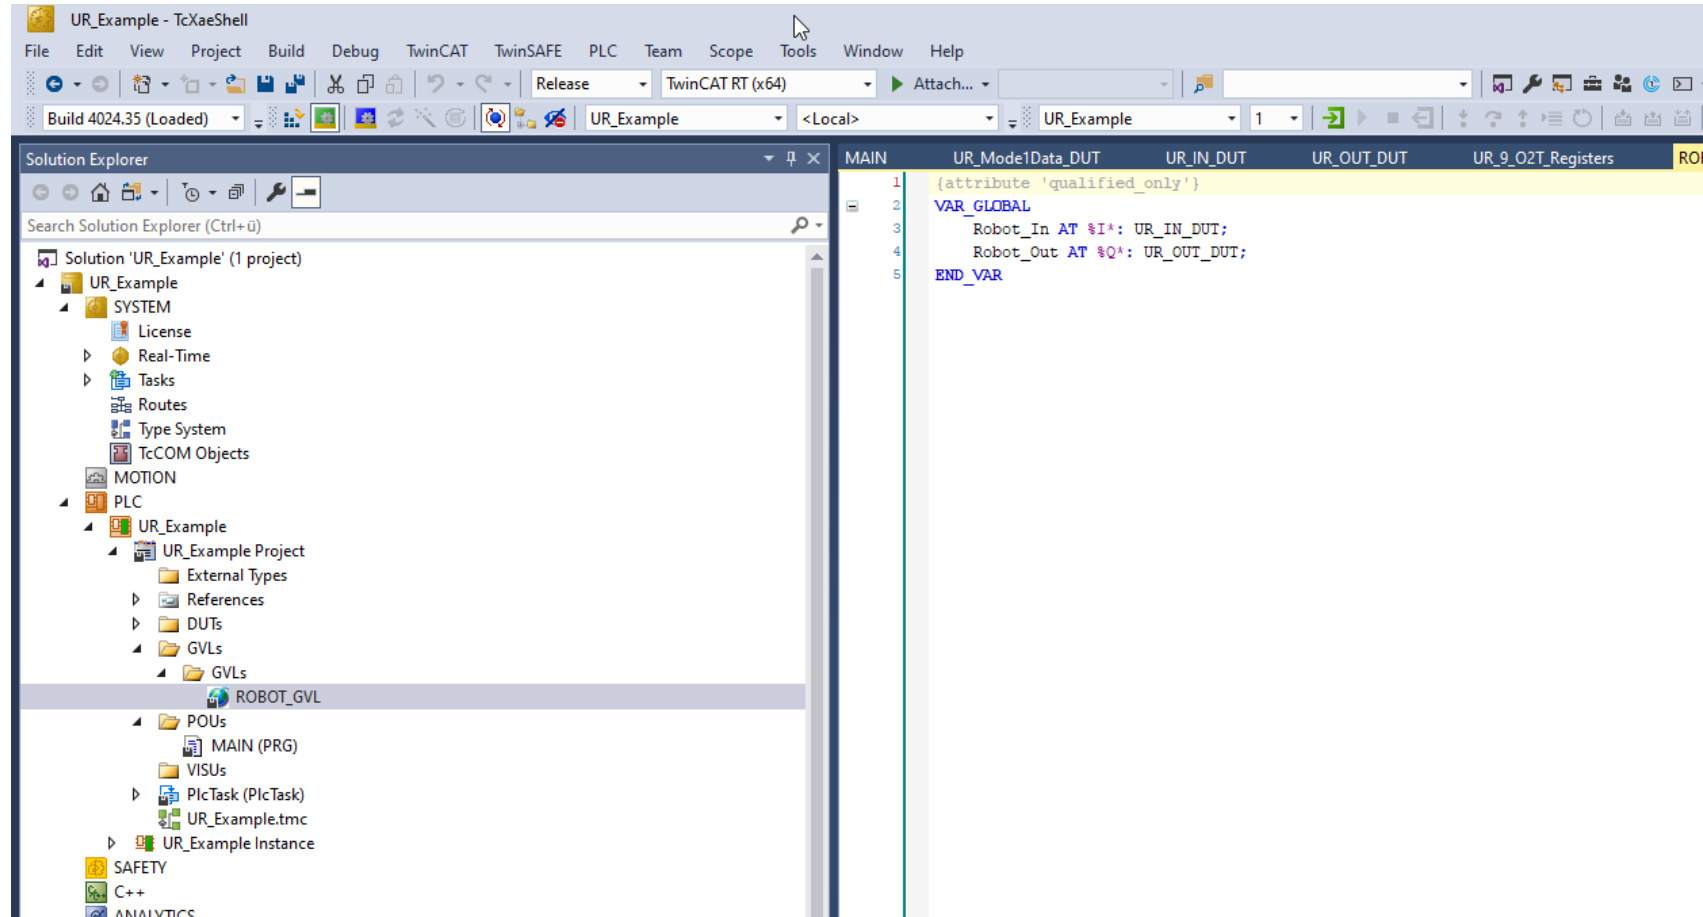 UR_Example - TcXaeShell
File Edit View Project Build Debug TwinCAT TwinSAFE PLC Team Scope Tools Window Help
Release TwinCAT RT (x64) Attach...
Build 4024.35 (Loaded) UR_Example <Local> UR_Example 1
Solution Explorer
Search Solution Explorer (Ctrl+ü)
Solution 'UR_Example' (1 project)
UR_Example
SYSTEM
License
Real-Time
Tasks
Routes
Type System
TcCOM Objects
MOTION
PLC
UR_Example
UR_Example Project
External Types
References
DUTs
GVLs
GVLs
ROBOT_GVL
POUs
MAIN (PRG)
VISUs
PlcTask (PlcTask)
UR_Example.tmc
UR_Example Instance
SAFETY
C++
ANALYTICS
MAIN UR_Mode1Data_DUT UR_IN_DUT UR_OUT_DUT UR_9_O2T_Registers ROB
1 {attribute 'qualified_only'}
2 VAR_GLOBAL
3 Robot_In AT %I*: UR_IN_DUT;
4 Robot_Out AT %Q*: UR_OUT_DUT;
5 END_VAR